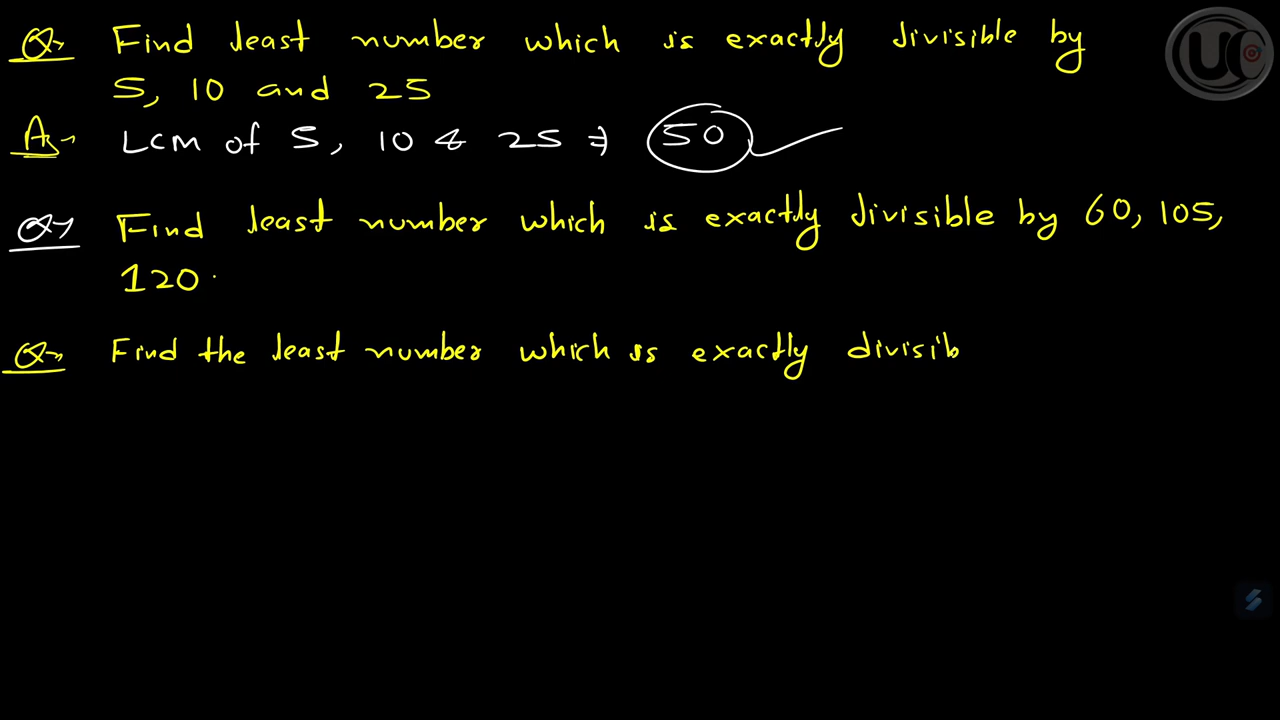 Q→ Find least number which is exactly divisible by
5, 10 and 25
A→ LCM of 5, 10 & 25 ⇒ 50
Q→ Find least number which is exactly divisible by 60, 105,
120.
Q→ Find the least number which is exactly divisib
UC